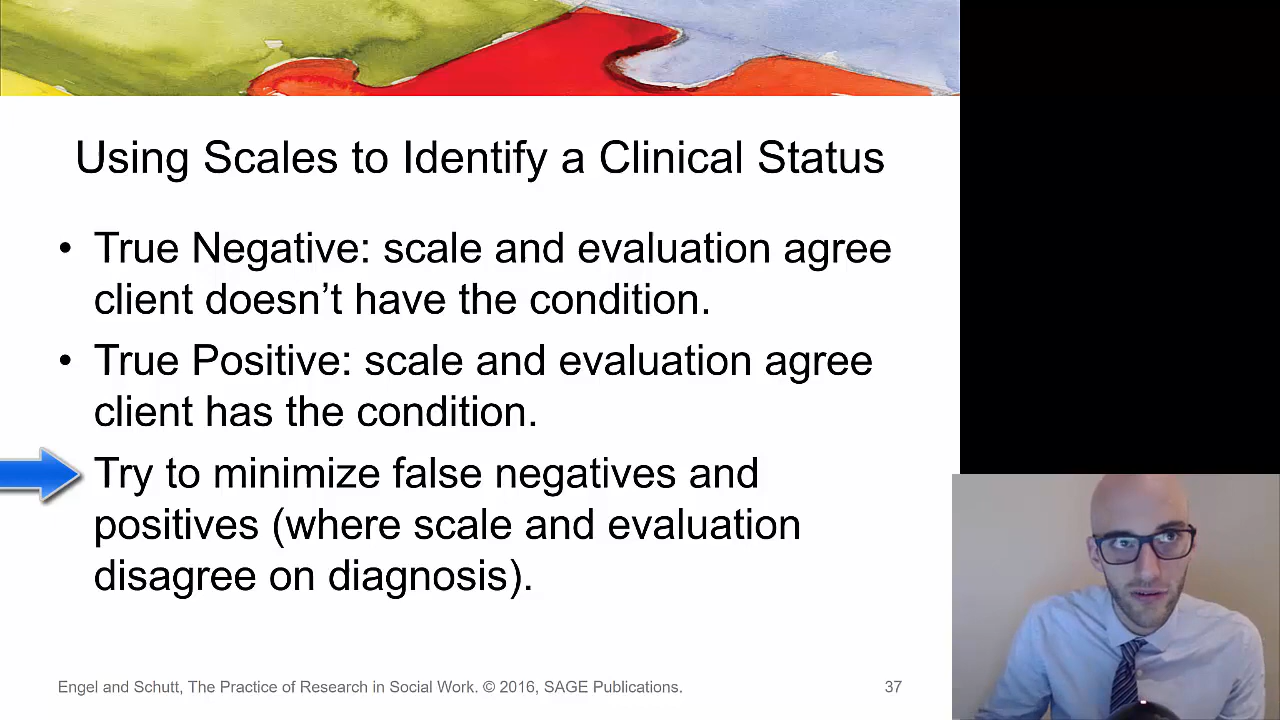 Using Scales to Identify a Clinical Status
• True Negative: scale and evaluation agree
client doesn’t have the condition.
• True Positive: scale and evaluation agree
client has the condition.
Try to minimize false negatives and
positives (where scale and evaluation
disagree on diagnosis).
Engel and Schutt, The Practice of Research in Social Work. © 2016, SAGE Publications.
37